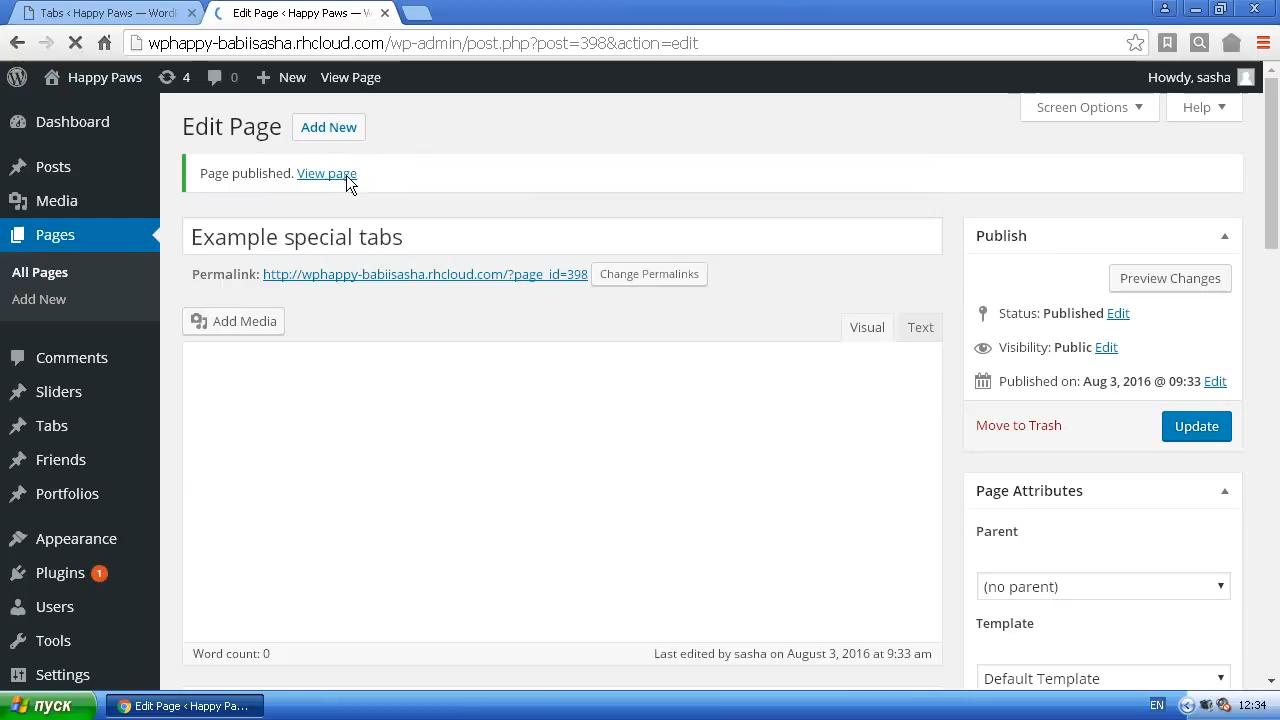 Tabs ‹ Happy Paws — Word
Edit Page ‹ Happy Paws —
wphappy-babiisasha.rhcloud.com/wp-admin/post.php?post=398&action=edit
Happy Paws 4 0 New View Page Howdy, sasha
Screen Options Help
Edit Page Add New
Page published. View page
Dashboard
Posts
Media
Pages
All Pages
Add New
Comments
Sliders
Tabs
Friends
Portfolios
Appearance
Plugins 1
Users
Tools
Settings
Example special tabs
Permalink: http://wphappy-babiisasha.rhcloud.com/?page_id=398 Change Permalinks
Add Media
Visual Text
Word count: 0 Last edited by sasha on August 3, 2016 at 9:33 am
Publish
Preview Changes
Status: Published Edit
Visibility: Public Edit
Published on: Aug 3, 2016 @ 09:33 Edit
Move to Trash Update
Page Attributes
Parent
(no parent)
Template
Default Template
пуск Edit Page ‹ Happy Pa... EN 12:34